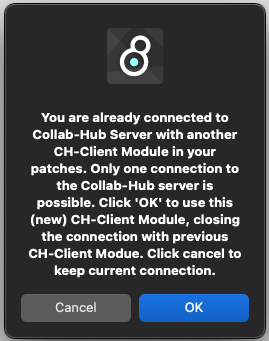 You are already connected to
Collab-Hub Server with another
CH-Client Module in your
patches. Only one connection to
the Collab-Hub server is
possible. Click 'OK' to use this
(new) CH-Client Module, closing
the connection with previous
CH-Client Modue. Click cancel to
keep current connection.
Cancel
OK